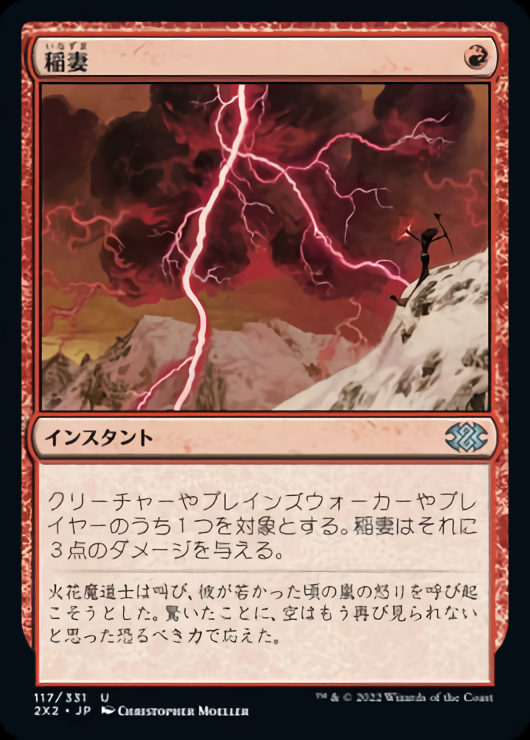 いなずま
稲妻
インスタント
クリーチャーやプレインズウォーカーやプレ
イヤーのうち1つを対象とする。稲妻はそれに
3点のダメージを与える。
火花魔道士は叫び、彼が若かった頃の嵐の怒りを呼び起
こそうとした。驚いたことに、空はもう再び見られない
と思った恐るべき力で応えた。
117/331 U
2X2 • JP Christopher Moeller
™ & © 2022 Wizards of the Coast